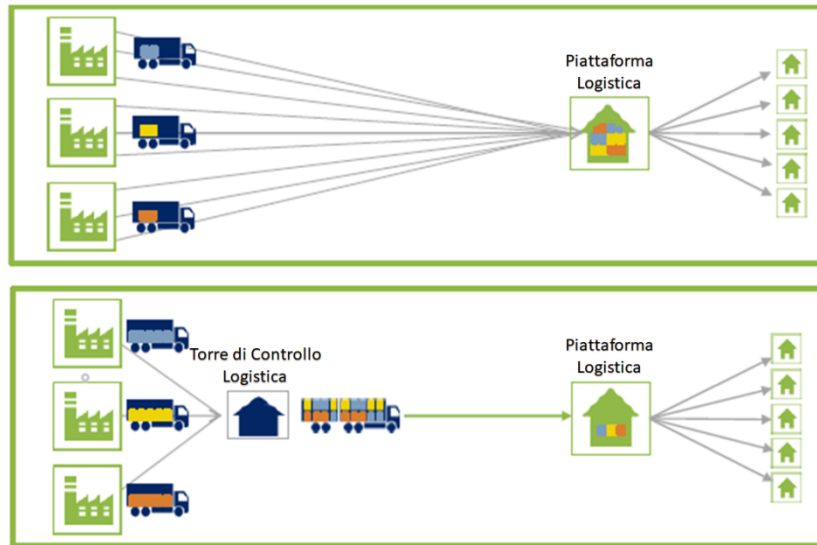 Piattaforma
Logistica
Torre di Controllo
Logistica
Piattaforma
Logistica